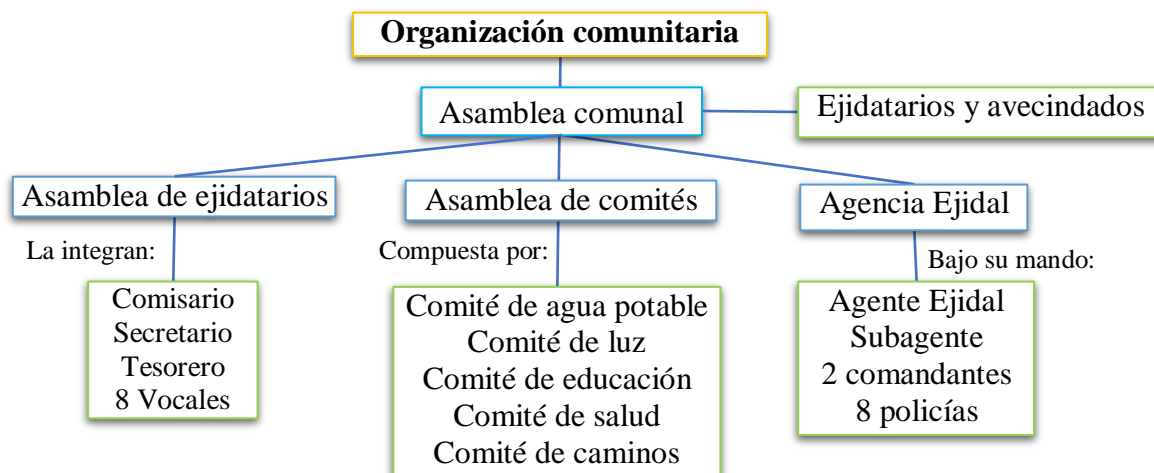 Organización comunitaria
Asamblea comunal
Ejidatarios y avecindados
Asamblea de ejidatarios
Asamblea de comités
Agencia Ejidal
La integran:
Compuesta por:
Bajo su mando:
Comisario
Secretario
Tesorero
8 Vocales
Comité de agua potable
Comité de luz
Comité de educación
Comité de salud
Comité de caminos
Agente Ejidal
Subagente
2 comandantes
8 policías